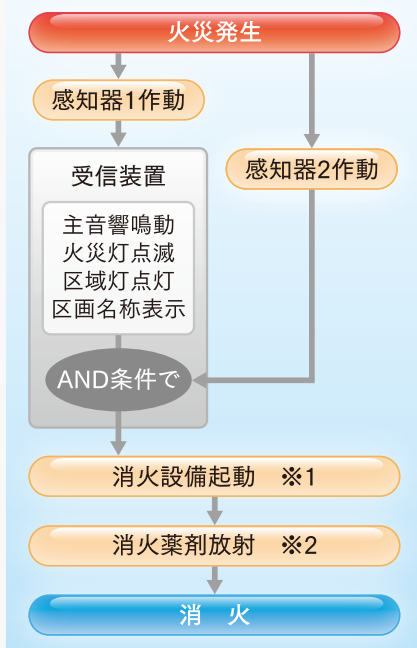 火災発生
感知器1作動
感知器2作動
受信装置
主音響鳴動
火災灯点滅
区域灯点灯
区画名称表示
AND条件で
消火設備起動　※1
消火薬剤放射　※2
消　火